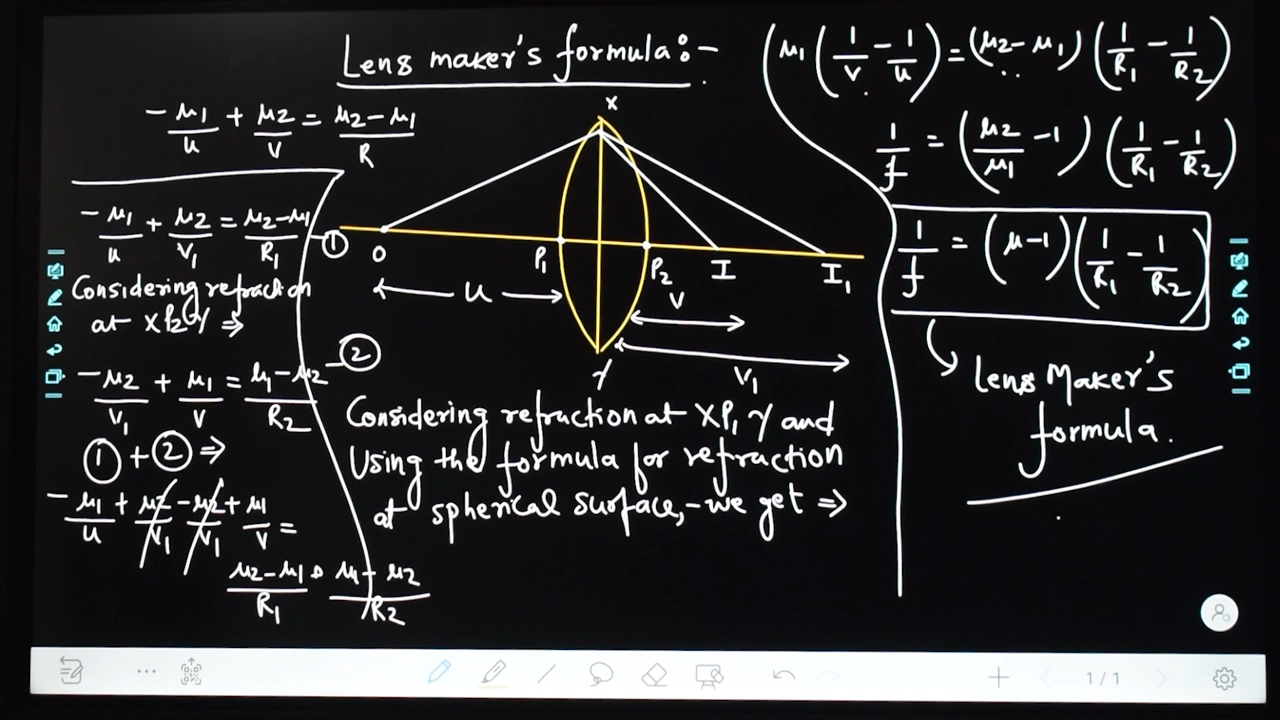 Lens maker's formula:-
-μ1/u + μ2/v = μ2-μ1/R
-μ1/u + μ2/v1 = μ2-μ1/R1 -①
Considering refraction
at XP2Y ⇒
-μ2/v1 + μ1/v = μ1-μ2/R2 -②
①+②⇒
-μ1/u + μ2/v1 - μ2/v1 + μ1/v =
μ2-μ1/R1 + μ1-μ2/R2
X
O
P1
P2
I
I1
u
v
v1
Y
Considering refraction at XP1Y and
Using the formula for refraction
at spherical surface,-we get ⇒
μ1(1/v - 1/u) = (μ2-μ1)(1/R1 - 1/R2)
1/f = (μ2/μ1 - 1)(1/R1 - 1/R2)
1/f = (μ-1)(1/R1 - 1/R2)
Lens Maker's
formula.
1/1